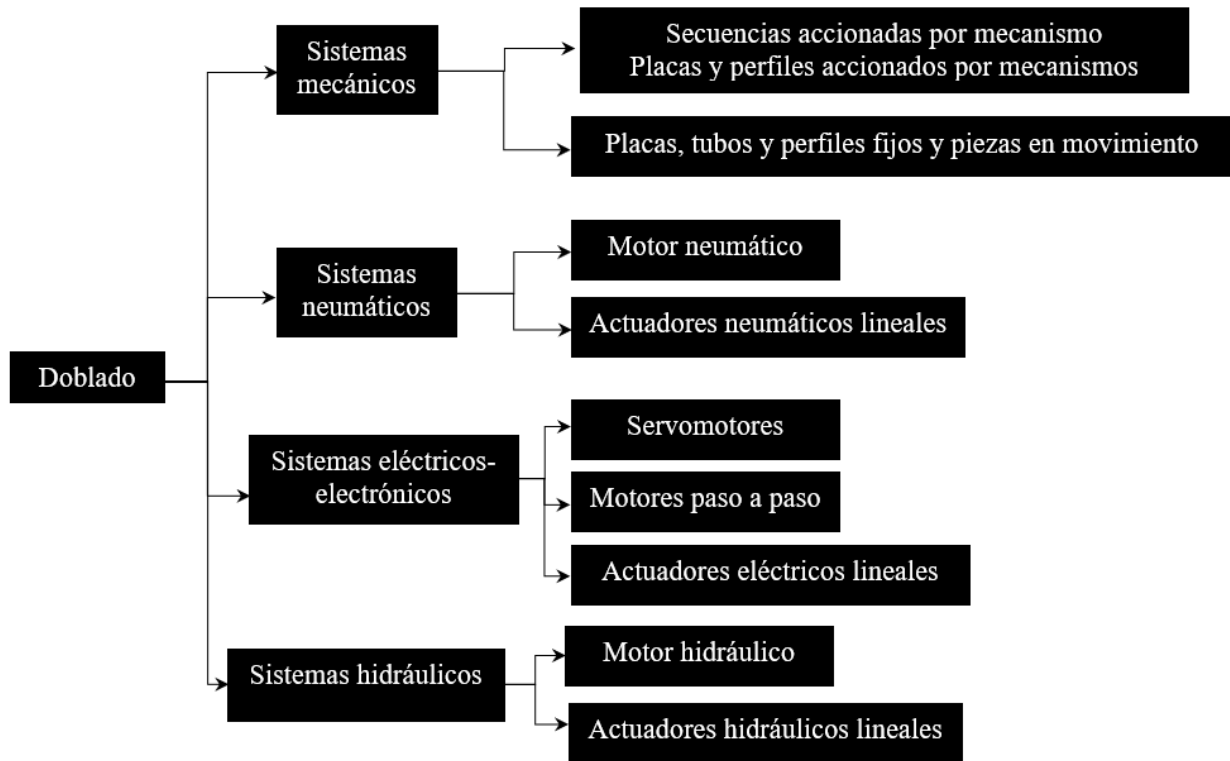 Doblado
Sistemas
mecánicos
Secuencias accionadas por mecanismo
Placas y perfiles accionados por mecanismos
Placas, tubos y perfiles fijos y piezas en movimiento
Sistemas
neumáticos
Motor neumático
Actuadores neumáticos lineales
Sistemas eléctricos-
electrónicos
Servomotores
Motores paso a paso
Actuadores eléctricos lineales
Sistemas hidráulicos
Motor hidráulico
Actuadores hidráulicos lineales